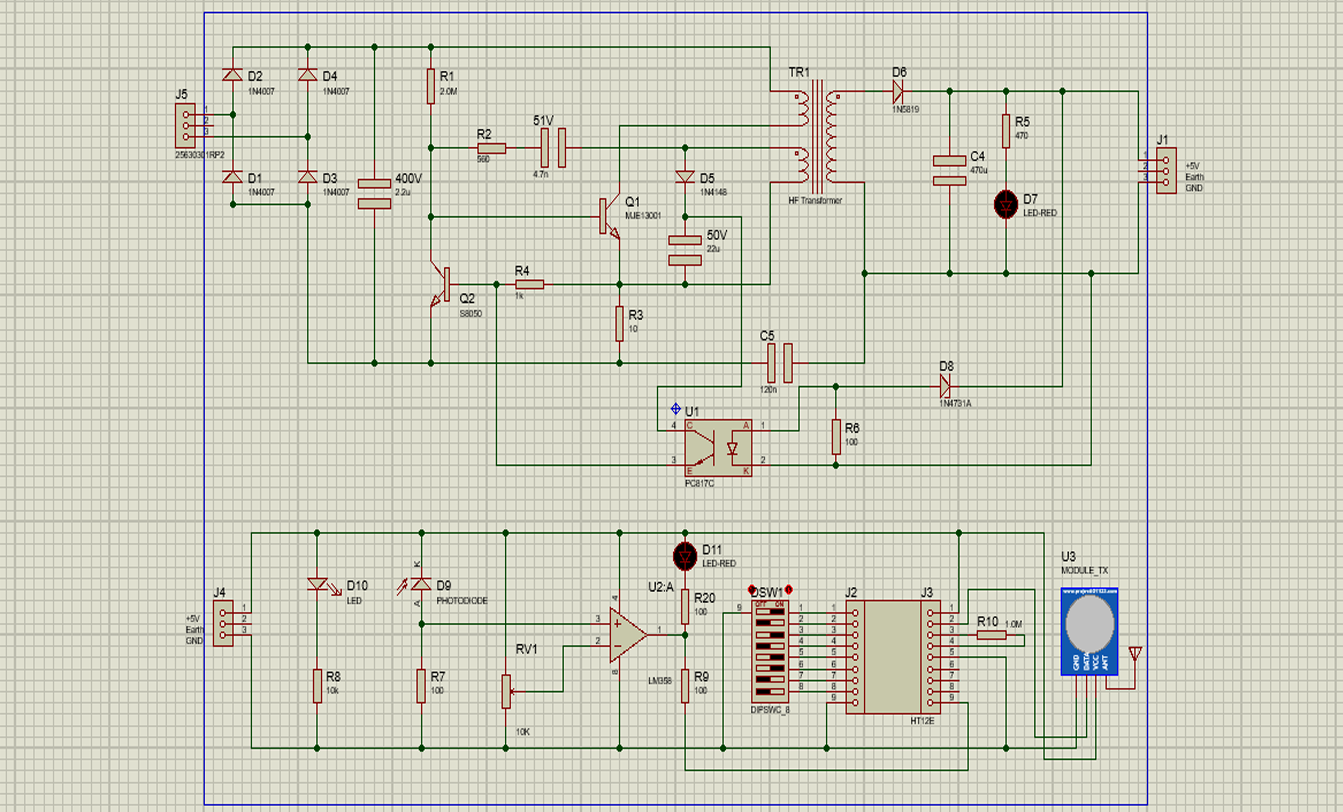 D2
1N4007
D4
1N4007
J5
1
2
3
25630301RP2
D1
1N4007
D3
1N4007
400V
2.2u
R1
2.0M
R2
560
51V
4.7n
Q1
MJE13001
D5
1N4148
50V
22u
Q2
S8050
R4
1k
R3
10
TR1
HF Transformer
D6
1N5819
C4
470u
R5
470
D7
LED-RED
J1
1
2
3
+5V
Earth
GND
C5
120n
D8
1N4731A
R6
100
U1
4
C
A
1
3
E
K
2
PC817C
J4
1
2
3
+5V
Earth
GND
D10
LED
R8
10k
K
A
D9
PHOTODIODE
R7
100
RV1
10K
U2:A
3
2
1
4
8
LM358
D11
LED-RED
R20
100
R9
100
DSW1
OFF ON
9
1
2
3
4
5
6
7
8
DIPSWC_8
J2
1
2
3
4
5
6
7
8
9
J3
1
2
3
4
5
6
7
8
9
HT12E
R10
1.0M
U3
MODULE_TX
GND
DATA
VCC
ANT